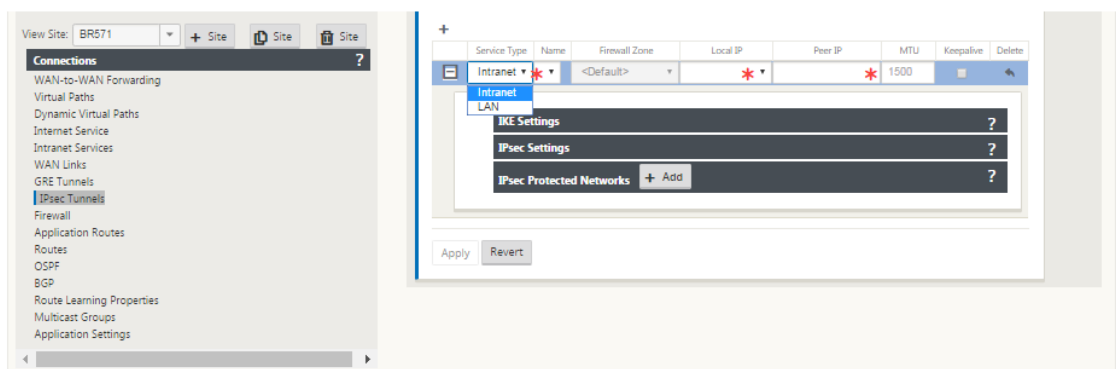 View Site: BR571 + Site Site Site
Connections ?
WAN-to-WAN Forwarding
Virtual Paths
Dynamic Virtual Paths
Internet Service
Intranet Services
WAN Links
GRE Tunnels
IPsec Tunnels
Firewall
Application Routes
Routes
OSPF
BGP
Route Learning Properties
Multicast Groups
Application Settings
+
Service Type Name Firewall Zone Local IP Peer IP MTU Keepalive Delete
Intranet * <Default> * * 1500
Intranet
LAN
IKE Settings ?
IPsec Settings ?
IPsec Protected Networks + Add ?
Apply Revert